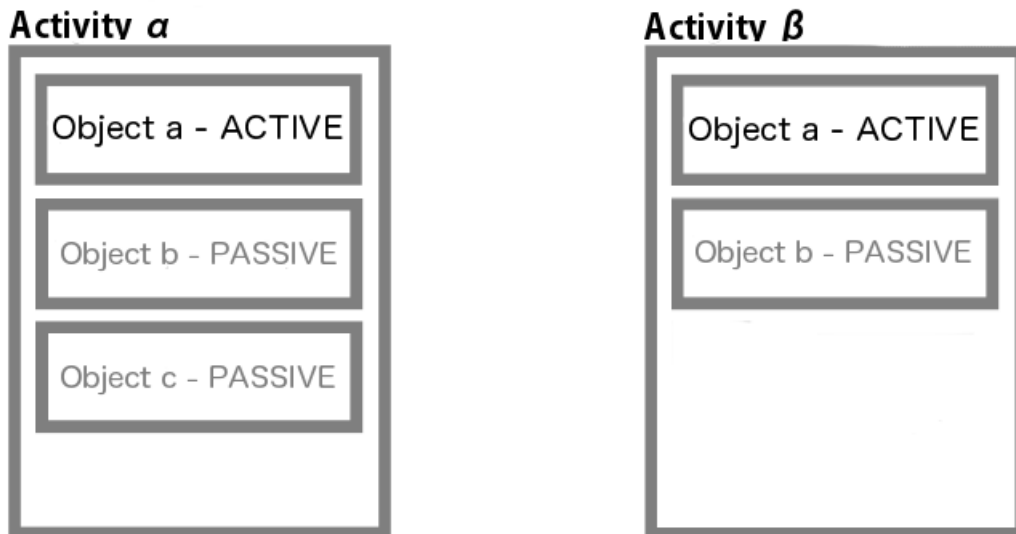 Activity α
Object a - ACTIVE
Object b - PASSIVE
Object c - PASSIVE
Activity β
Object a - ACTIVE
Object b - PASSIVE